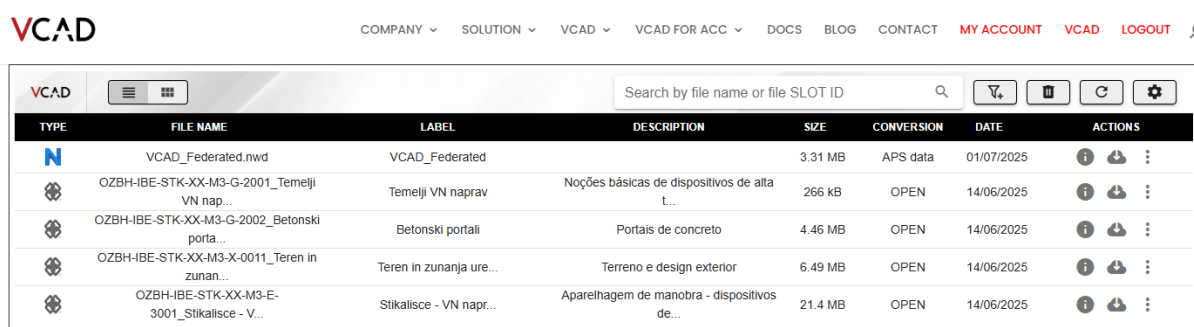 VCAD
COMPANY SOLUTION VCAD VCAD FOR ACC DOCS BLOG CONTACT MY ACCOUNT VCAD LOGOUT
VCAD Search by file name or file SLOT ID
TYPE FILE NAME LABEL DESCRIPTION SIZE CONVERSION DATE ACTIONS
VCAD_Federated.nwd VCAD_Federated 3.31 MB APS data 01/07/2025
OZBH-IBE-STK-XX-M3-G-2001_Temelji
VN nap...
Temelji VN naprav
Noções básicas de dispositivos de alta
t...
266 kB OPEN 14/06/2025
OZBH-IBE-STK-XX-M3-G-2002_Betonski
porta...
Betonski portali Portais de concreto 4.46 MB OPEN 14/06/2025
OZBH-IBE-STK-XX-M3-X-0011_Teren in
zunan...
Teren in zunanja ure... Terreno e design exterior 6.49 MB OPEN 14/06/2025
OZBH-IBE-STK-XX-M3-E-
3001_Stikalisce - V...
Stikalisce - VN napr...
Aparelhagem de manobra - dispositivos
de...
21.4 MB OPEN 14/06/2025